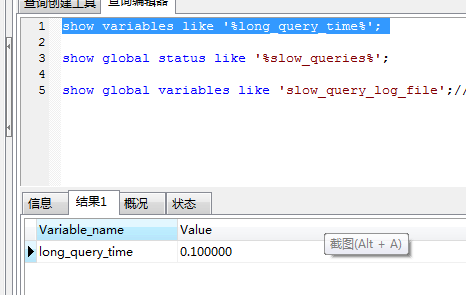 查询创建工具 查询编辑器
1 show variables like '%long_query_time%';
2
3 show global status like '%slow_queries%';
4
5 show global variables like 'slow_query_log_file';//
信息 结果1 概况 状态
Variable_name Value
long_query_time 0.100000
截图(Alt + A)